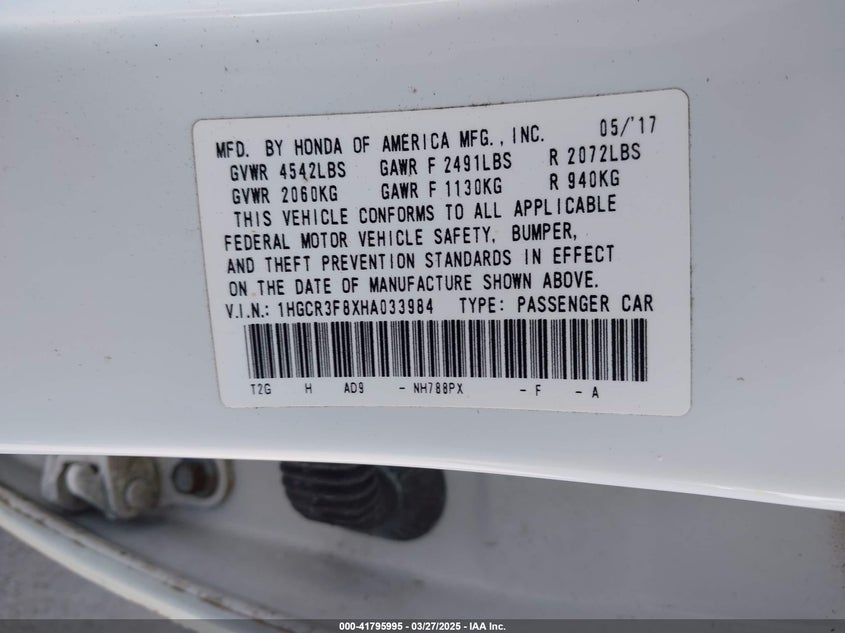 MFD. BY HONDA OF AMERICA MFG., INC. 05/'17
GVWR 4542LBS GAWR F 2491LBS R 2072LBS
GVWR 2060KG GAWR F 1130KG R 940KG
THIS VEHICLE CONFORMS TO ALL APPLICABLE
FEDERAL MOTOR VEHICLE SAFETY, BUMPER,
AND THEFT PREVENTION STANDARDS IN EFFECT
ON THE DATE OF MANUFACTURE SHOWN ABOVE.
V.I.N.: 1HGCR3F8XHA033984 TYPE: PASSENGER CAR
T2G H AD9 - NH788PX - F - A
000-41795995 | 03/27/2025 - IAA Inc.